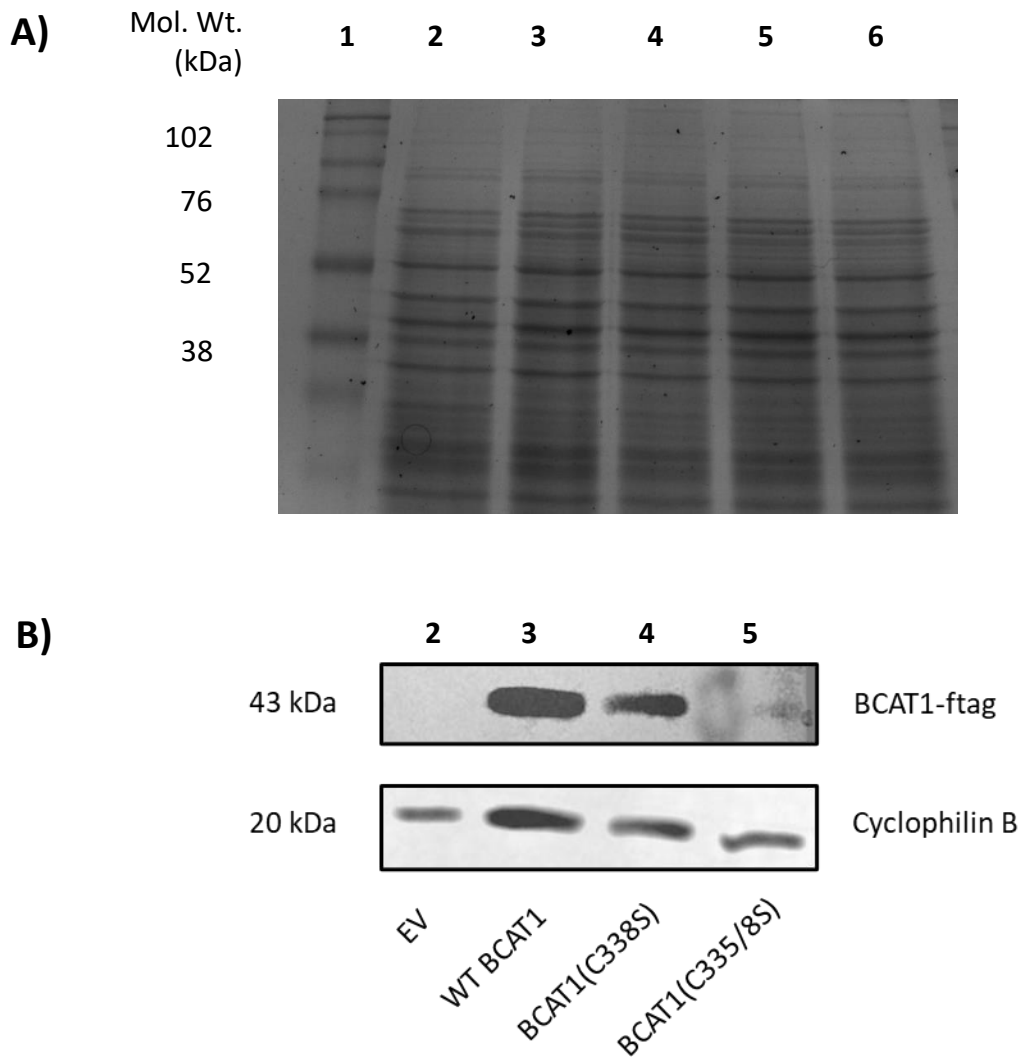 A)
Mol. Wt.
(kDa)
1 2 3 4 5 6
102
76
52
38
B)
2 3 4 5
43 kDa
BCAT1-ftag
20 kDa
Cyclophilin B
EV
WT BCAT1
BCAT1(C338S)
BCAT1(C335/8S)